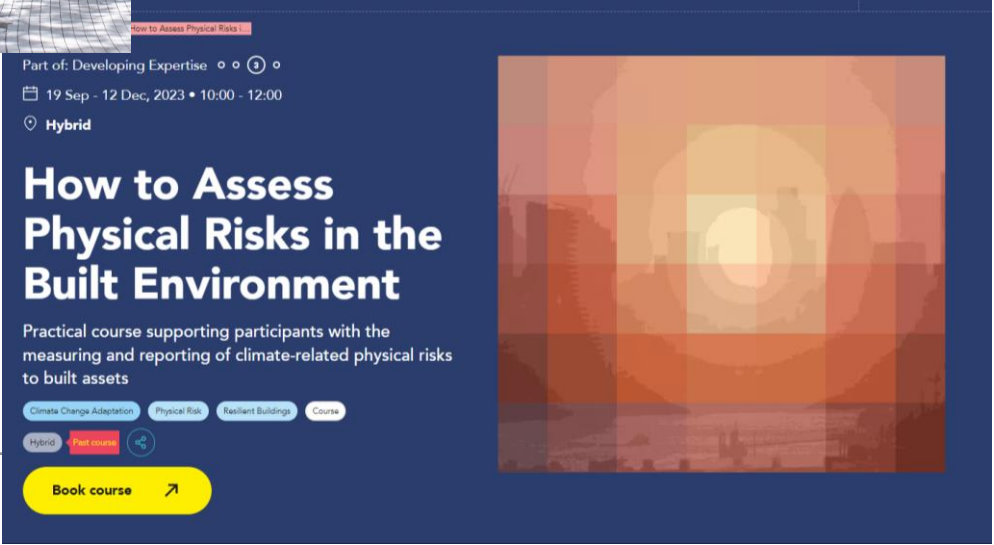 How to Assess Physical Risks i...
Part of: Developing Expertise 3
19 Sep - 12 Dec, 2023 • 10:00 - 12:00
Hybrid
How to Assess
Physical Risks in the
Built Environment
Practical course supporting participants with the
measuring and reporting of climate-related physical risks
to built assets
Climate Change Adaptation Physical Risk Resilient Buildings Course
Hybrid Past course
Book course